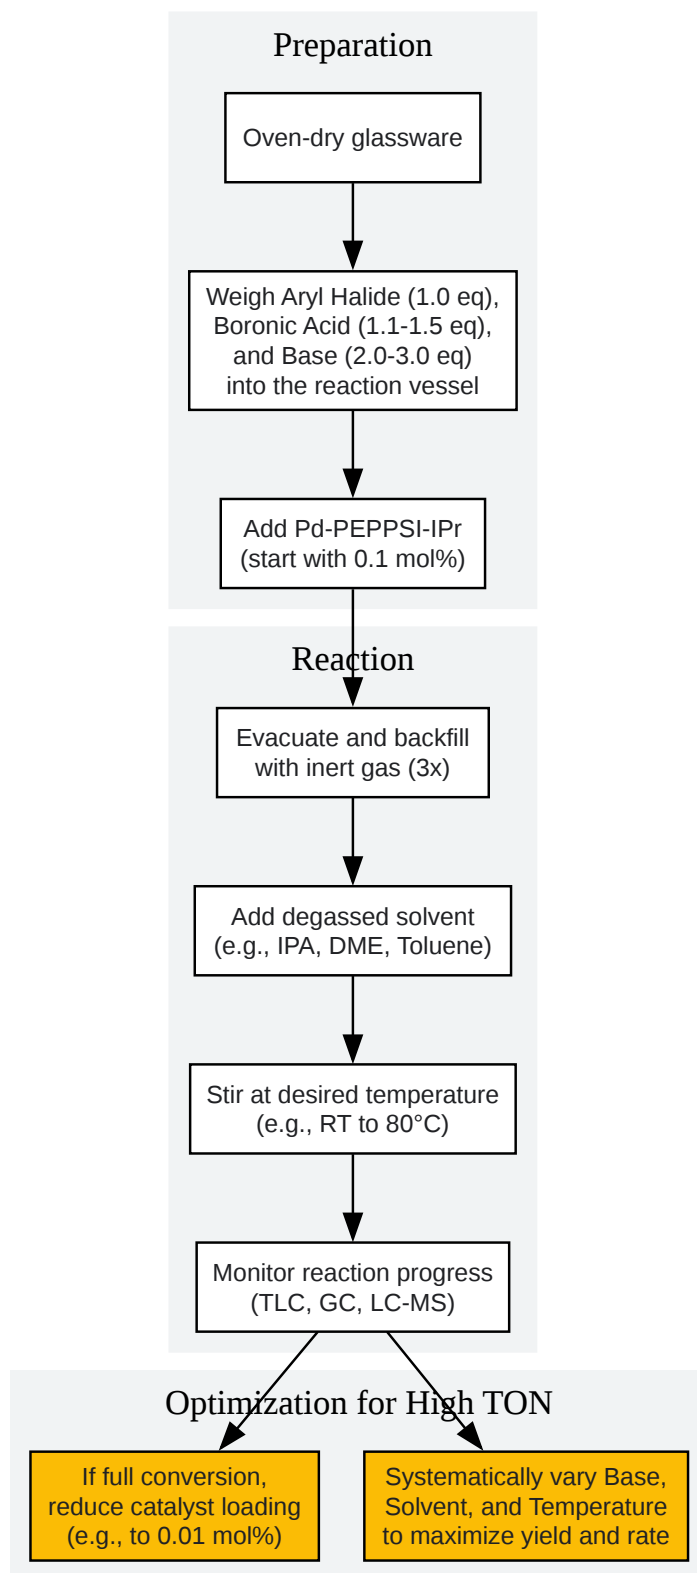 Preparation
Oven-dry glassware
Weigh Aryl Halide (1.0 eq),
Boronic Acid (1.1-1.5 eq),
and Base (2.0-3.0 eq)
into the reaction vessel
Add Pd-PEPPSI-IPr
(start with 0.1 mol%)
Reaction
Evacuate and backfill
with inert gas (3x)
Add degassed solvent
(e.g., IPA, DME, Toluene)
Stir at desired temperature
(e.g., RT to 80°C)
Monitor reaction progress
(TLC, GC, LC-MS)
Optimization for High TON
If full conversion,
reduce catalyst loading
(e.g., to 0.01 mol%)
Systematically vary Base,
Solvent, and Temperature
to maximize yield and rate